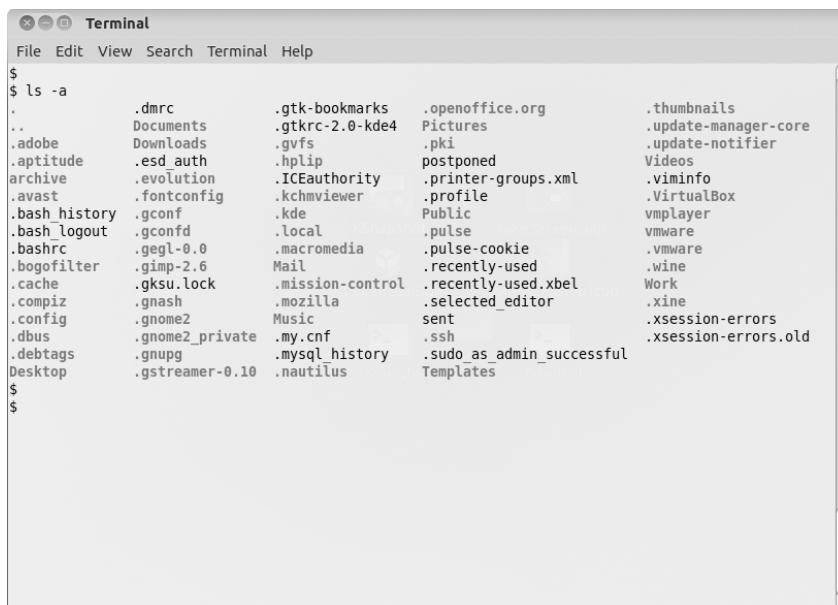 Terminal
File Edit View Search Terminal Help
$
$ ls -a
. .dmrc .gtk-bookmarks .openoffice.org .thumbnails
.. Documents .gtkrc-2.0-kde4 Pictures .update-manager-core
.adobe Downloads .gvfs .pki .update-notifier
.aptitude .esd_auth .hplip postponed Videos
archive .evolution .ICEauthority .printer-groups.xml .viminfo
.avast .fontconfig .kchmviewer .profile .VirtualBox
.bash_history .gconf .kde Public vmplayer
.bash_logout .gconfd .local .pulse vmware
.bashrc .gegl-0.0 .macromedia .pulse-cookie .vmware
.bogofilter .gimp-2.6 Mail .recently-used .wine
.cache .gksu.lock .mission-control .recently-used.xbel Work
.compiz .gnash .mozilla .selected_editor .xine
.config .gnome2 Music sent .xsession-errors
.dbus .gnome2_private .my.cnf .ssh .xsession-errors.old
.debtags .gnupg .mysql_history .sudo_as_admin_successful
Desktop .gstreamer-0.10 .nautilus Templates
$
$